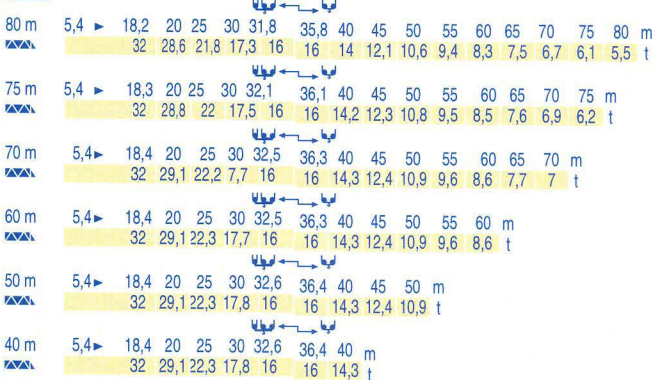 80 m 5,4 ► 18,2 20 25 30 31,8 35,8 40 45 50 55 60 65 70 75 80 m
32 28,6 21,8 17,3 16 16 14 12,1 10,6 9,4 8,3 7,5 6,7 6,1 5,5 t
75 m 5,4 ► 18,3 20 25 30 32,1 36,1 40 45 50 55 60 65 70 75 m
32 28,8 22 17,5 16 16 14,2 12,3 10,8 9,5 8,5 7,6 6,9 6,2 t
70 m 5,4 ► 18,4 20 25 30 32,5 36,3 40 45 50 55 60 65 70 m
32 29,1 22,2 7,7 16 16 14,3 12,4 10,9 9,6 8,6 7,7 7 t
60 m 5,4 ► 18,4 20 25 30 32,5 36,3 40 45 50 55 60 m
32 29,1 22,3 17,7 16 16 14,3 12,4 10,9 9,6 8,6 t
50 m 5,4 ► 18,4 20 25 30 32,6 36,4 40 45 50 m
32 29,1 22,3 17,8 16 16 14,3 12,4 10,9 t
40 m 5,4 ► 18,4 20 25 30 32,6 36,4 40 m
32 29,1 22,3 17,8 16 16 14,3 t